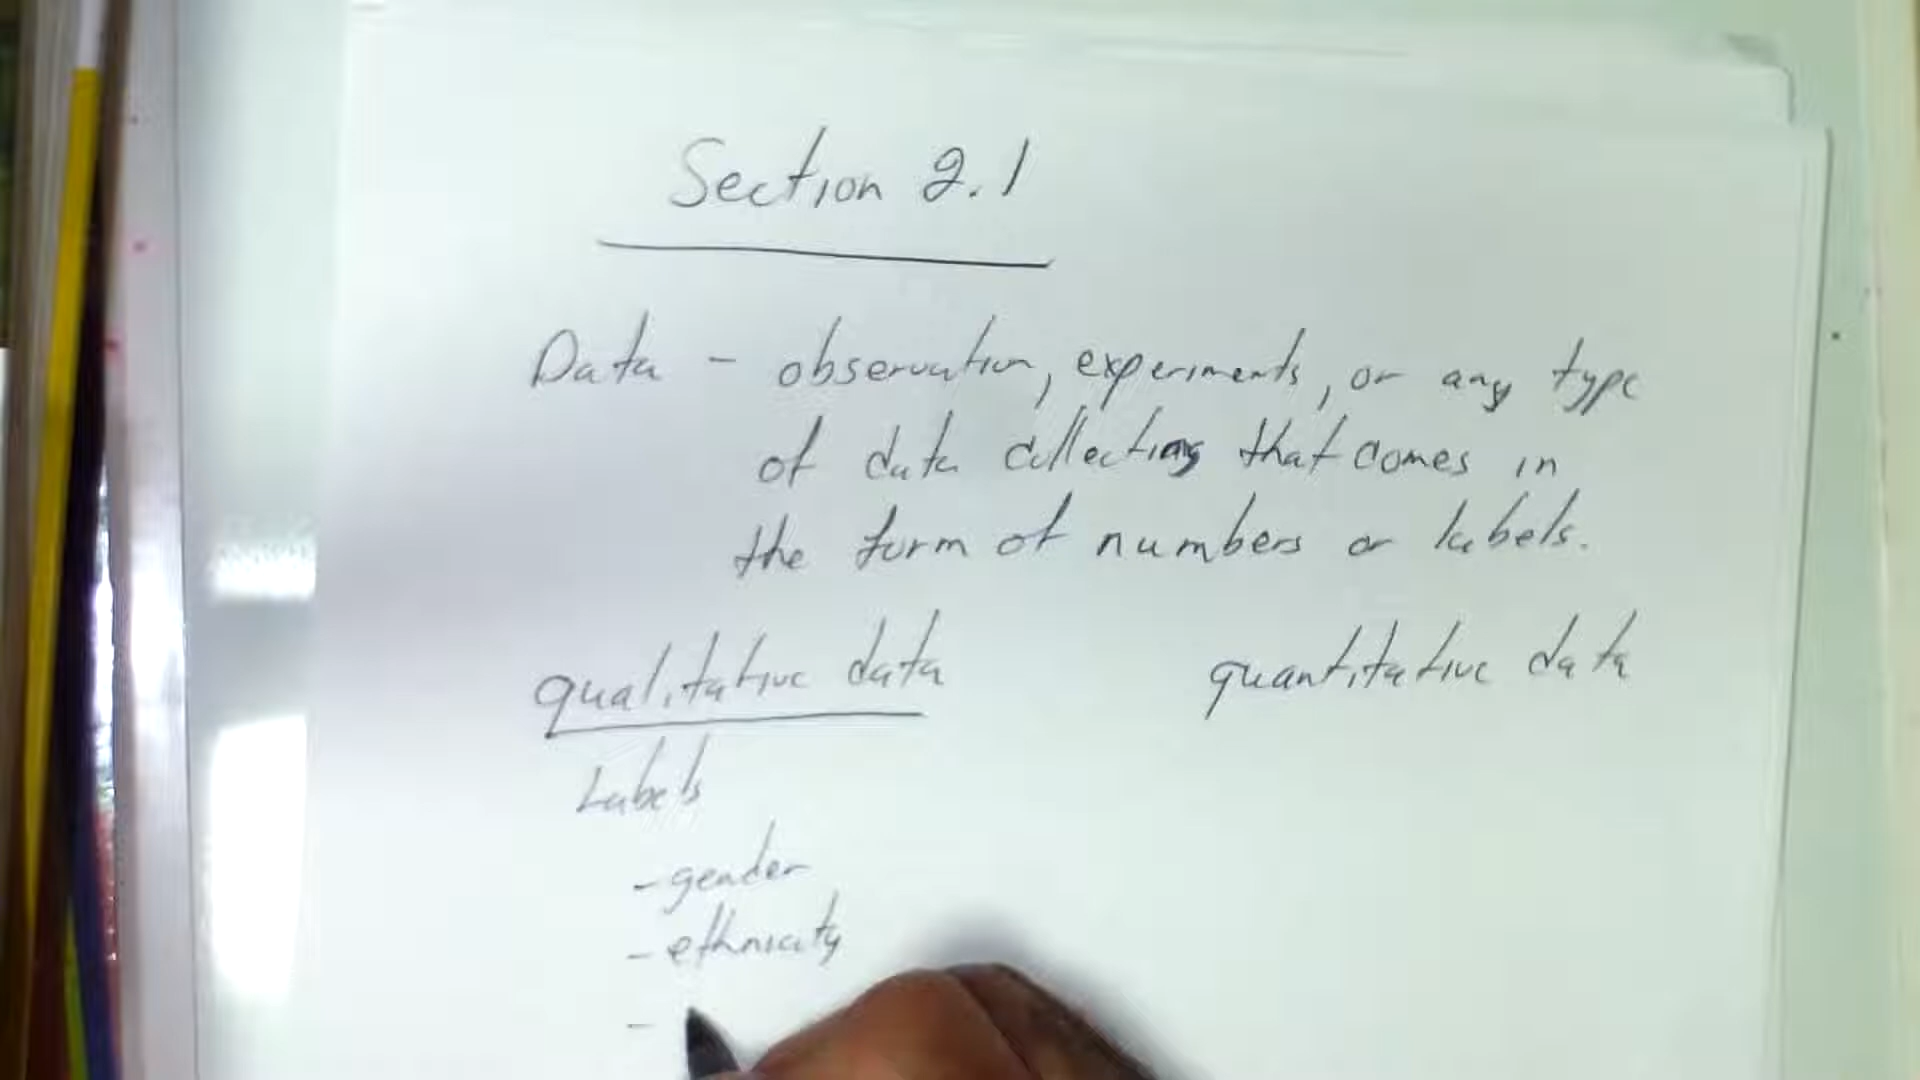 Section 2.1
Data - observation, experiments, or any type
of data collecting that comes in
the form of numbers or labels.
qualitative data
quantitative data
Labels
- gender
- ethnicity
-